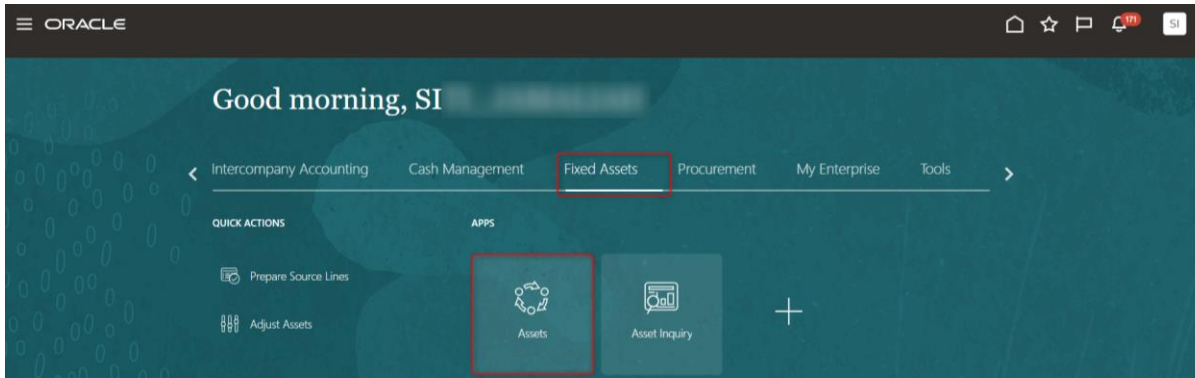 ORACLE
171
SI
Good morning, SI
Intercompany Accounting Cash Management Fixed Assets Procurement My Enterprise Tools
QUICK ACTIONS
APPS
Prepare Source Lines
Adjust Assets
Assets
Asset Inquiry